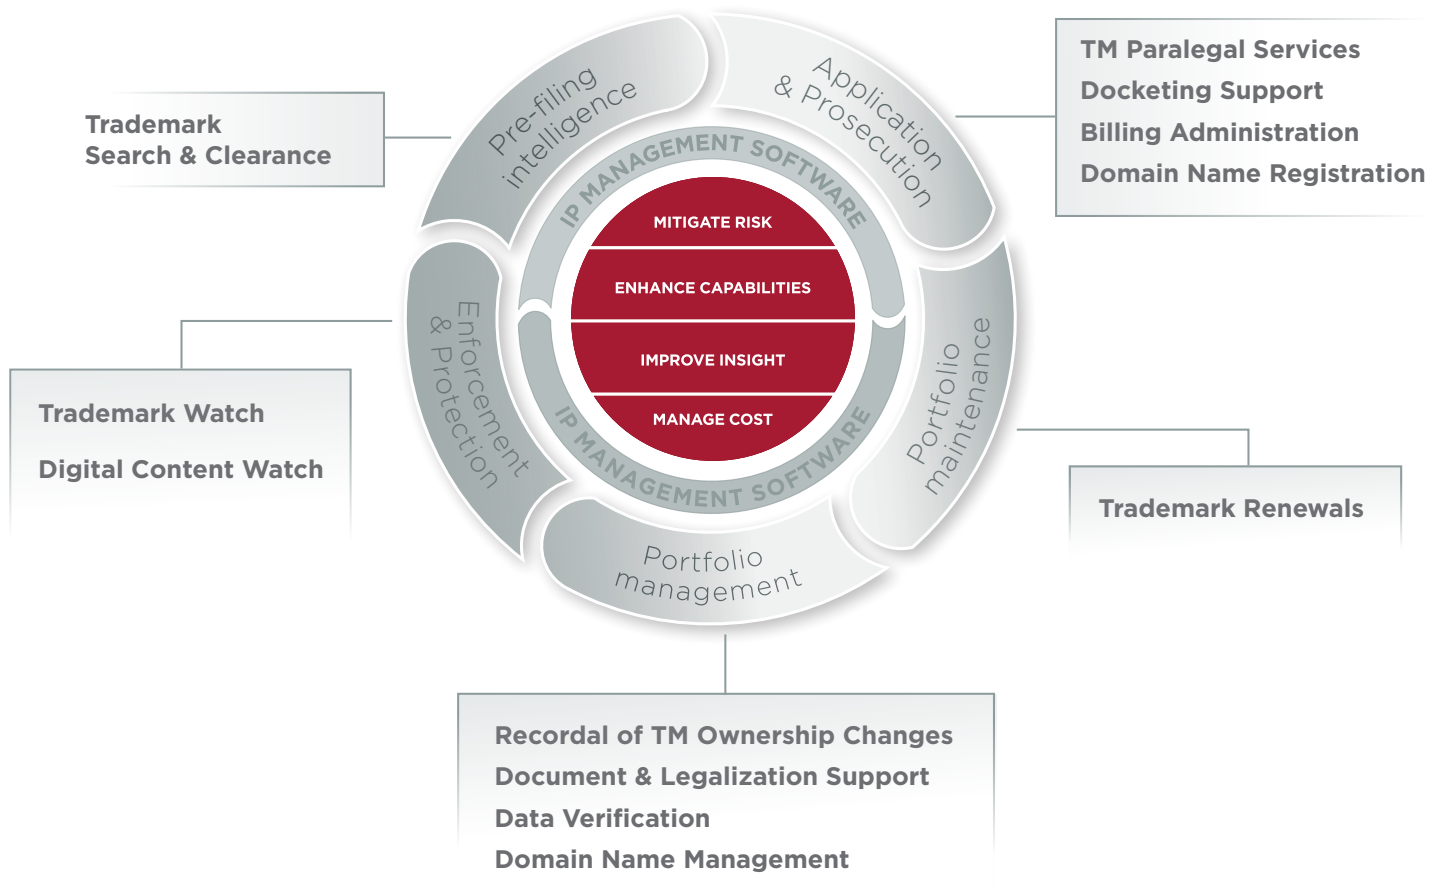 Trademark
Search & Clearance
Pre-filing
intelligence
Application
& Prosecution
TM Paralegal Services
Docketing Support
Billing Administration
Domain Name Registration
IP MANAGEMENT SOFTWARE
MITIGATE RISK
ENHANCE CAPABILITIES
IMPROVE INSIGHT
MANAGE COST
IP MANAGEMENT SOFTWARE
Enforcement
& Protection
Trademark Watch
Digital Content Watch
Portfolio
maintenance
Trademark Renewals
Portfolio
management
Recordal of TM Ownership Changes
Document & Legalization Support
Data Verification
Domain Name Management